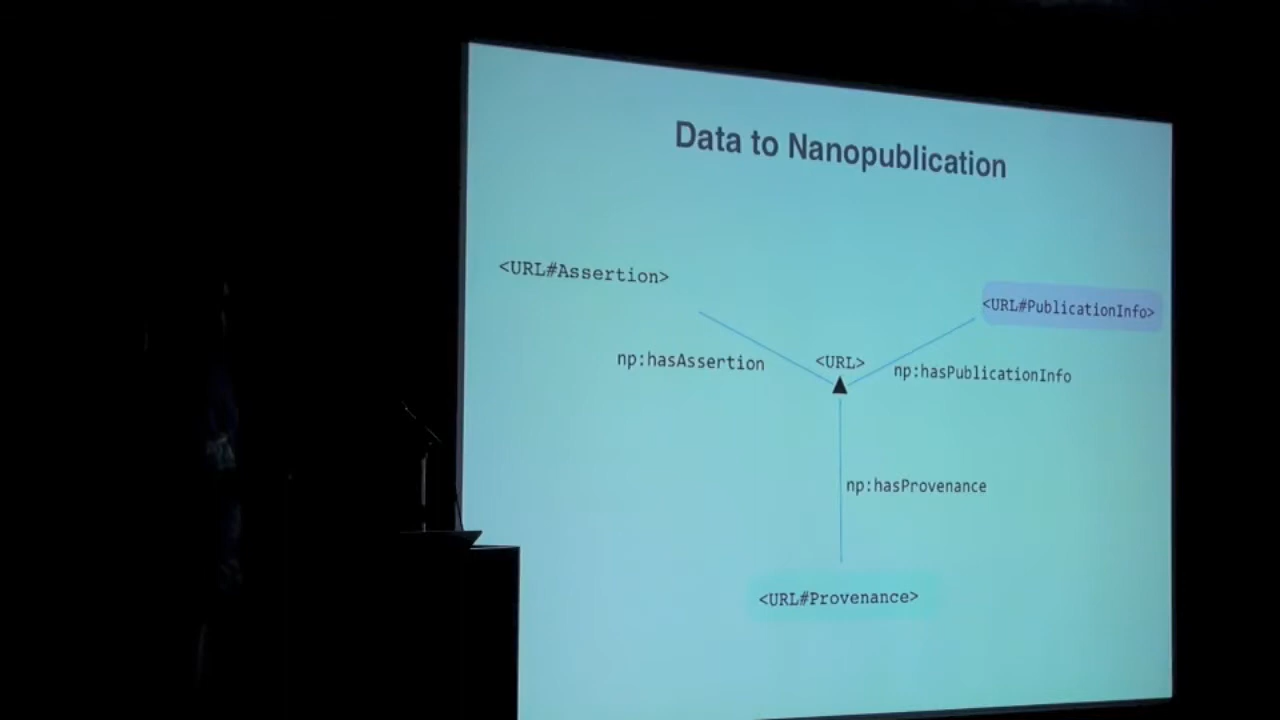 Data to Nanopublication
<URL#Assertion>
<URL#PublicationInfo>
np:hasAssertion
<URL>
np:hasPublicationInfo
np:hasProvenance
<URL#Provenance>